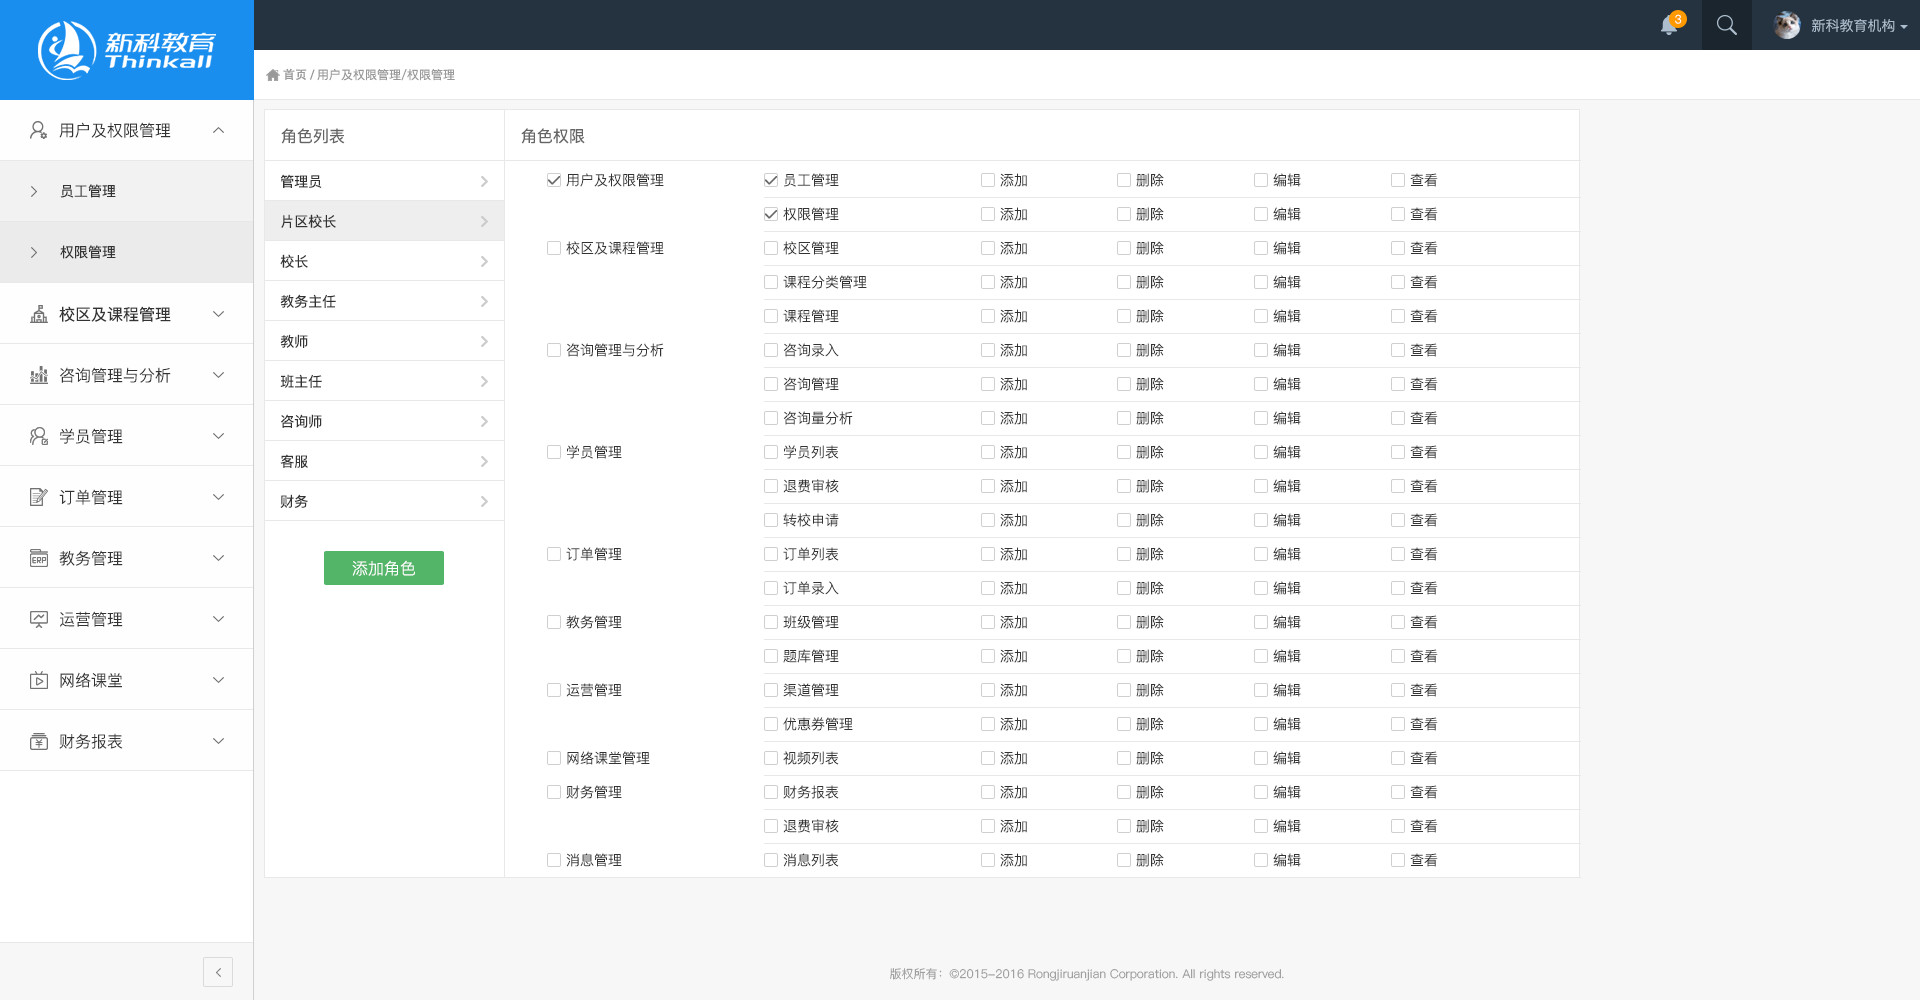 新科教育
Thinkall
3
新科教育机构
首页 / 用户及权限管理/权限管理
用户及权限管理
员工管理
权限管理
校区及课程管理
咨询管理与分析
学员管理
订单管理
ERP 教务管理
运营管理
网络课堂
财务报表
角色列表
管理员
片区校长
校长
教务主任
教师
班主任
咨询师
客服
财务
添加角色
角色权限
用户及权限管理 员工管理 添加 删除 编辑 查看
权限管理 添加 删除 编辑 查看
校区及课程管理 校区管理 添加 删除 编辑 查看
课程分类管理 添加 删除 编辑 查看
课程管理 添加 删除 编辑 查看
咨询管理与分析 咨询录入 添加 删除 编辑 查看
咨询管理 添加 删除 编辑 查看
咨询量分析 添加 删除 编辑 查看
学员管理 学员列表 添加 删除 编辑 查看
退费审核 添加 删除 编辑 查看
转校申请 添加 删除 编辑 查看
订单管理 订单列表 添加 删除 编辑 查看
订单录入 添加 删除 编辑 查看
教务管理 班级管理 添加 删除 编辑 查看
题库管理 添加 删除 编辑 查看
运营管理 渠道管理 添加 删除 编辑 查看
优惠券管理 添加 删除 编辑 查看
网络课堂管理 视频列表 添加 删除 编辑 查看
财务管理 财务报表 添加 删除 编辑 查看
退费审核 添加 删除 编辑 查看
消息管理 消息列表 添加 删除 编辑 查看
版权所有：©2015-2016 Rongjiruanjian Corporation. All rights reserved.